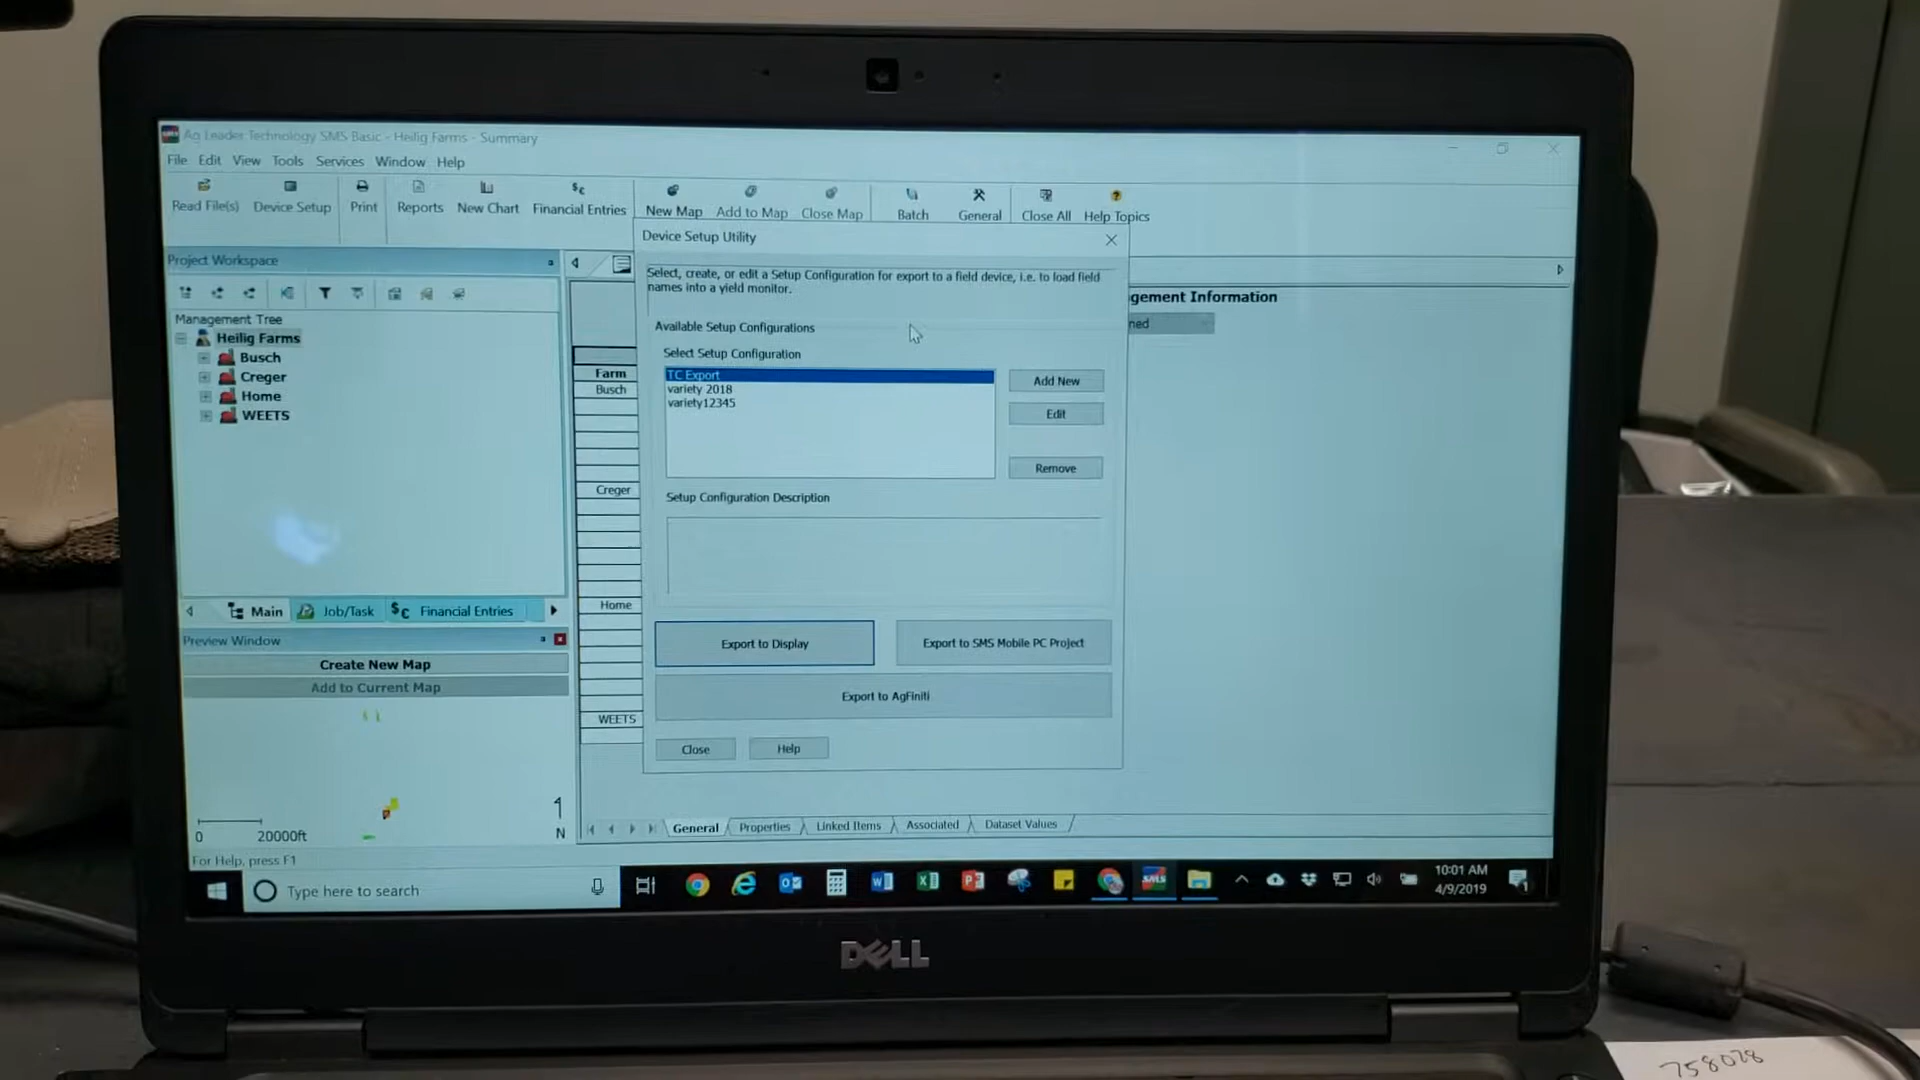 Ag Leader Technology SMS Basic - Heilig Farms - Summary
File Edit View Tools Services Window Help
Read File(s) Device Setup Print Reports New Chart Financial Entries New Map Add to Map Close Map Batch General Close All Help Topics
Project Workspace
Management Tree
Heilig Farms
Busch
Creger
Home
WEETS
Main Job/Task Financial Entries
Preview Window
Create New Map
Add to Current Map
0 20000ft
N
For Help, press F1
Farm
Busch
Creger
Home
WEETS
Device Setup Utility
Select, create, or edit a Setup Configuration for export to a field device, i.e. to load field
names into a yield monitor.
Available Setup Configurations
Select Setup Configuration
TC Export
variety 2018
variety12345
Add New
Edit
Remove
Setup Configuration Description
Export to Display
Export to SMS Mobile PC Project
Export to AgFiniti
Close Help
gement Information
ned
General Properties Linked Items Associated Dataset Values
Type here to search
10:01 AM
4/9/2019
1
DELL
758028